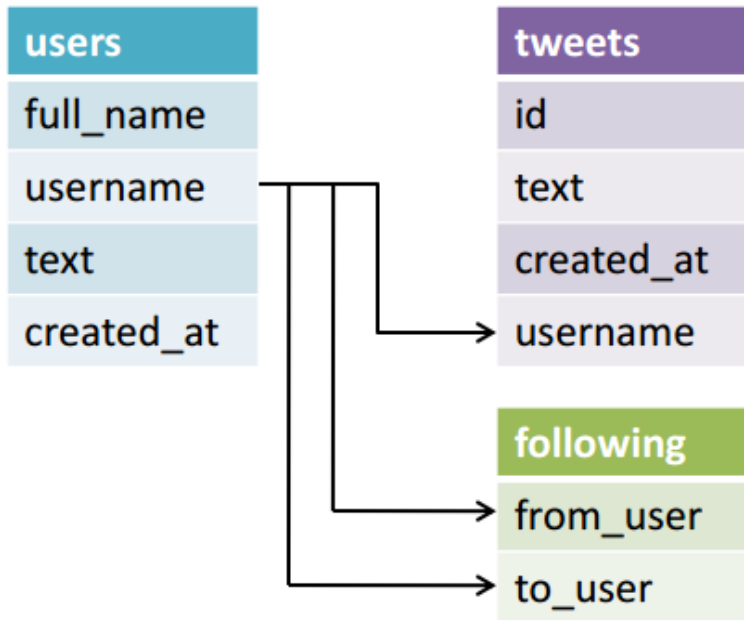 users
full_name
username
text
created_at
tweets
id
text
created_at
username
following
from_user
to_user